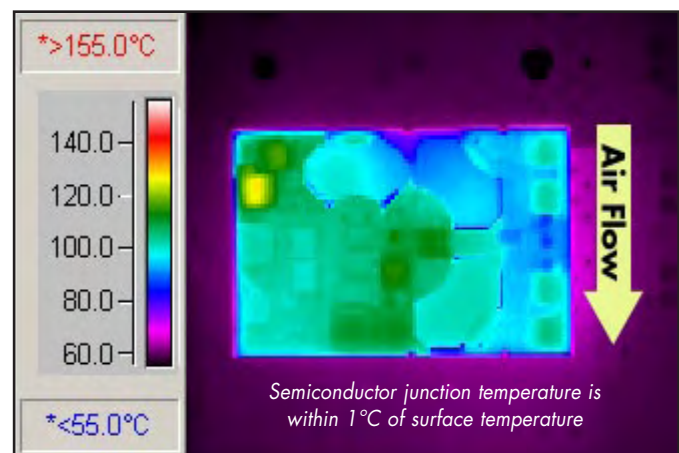 *>155.0°C
140.0
120.0
100.0
80.0
60.0
*<55.0°C
Air Flow
Semiconductor junction temperature is
within 1°C of surface temperature